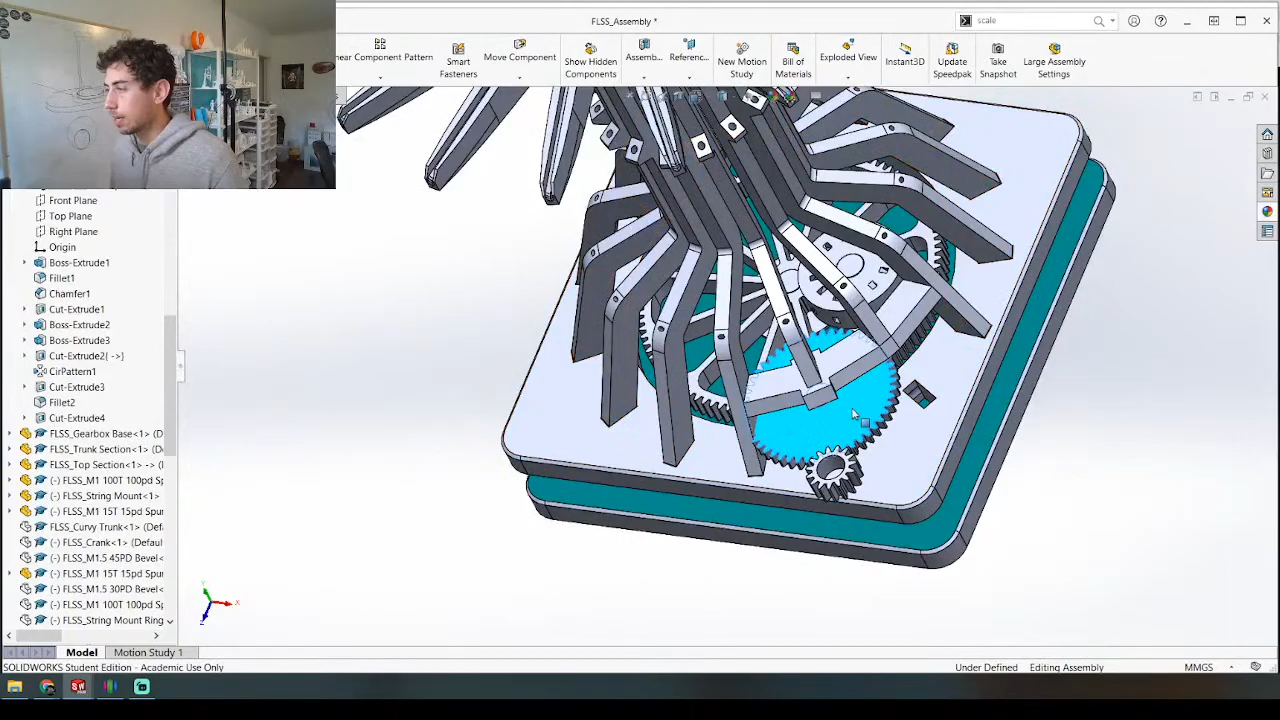 FLSS_Assembly *
scale
near Component Pattern
Smart Fasteners
Move Component
Show Hidden Components
Assemb...
Referenc...
New Motion Study
Bill of Materials
Exploded View
Instant3D
Update Speedpak
Take Snapshot
Large Assembly Settings
Front Plane
Top Plane
Right Plane
Origin
Boss-Extrude1
Fillet1
Chamfer1
Cut-Extrude1
Boss-Extrude2
Boss-Extrude3
Cut-Extrude2{ ->}
CirPattern1
Cut-Extrude3
Fillet2
Cut-Extrude4
FLSS_Gearbox Base<1> (D
FLSS_Trunk Section<1> (De
FLSS_Top Section<1> -> (
(-) FLSS_M1 100T 100pd Sp
(-) FLSS_String Mount<1>
(-) FLSS_M1 15T 15pd Spur
FLSS_Curvy Trunk<1> (Def
(-) FLSS_Crank<1> (Defa
(-) FLSS_M1.5 45PD Bevel<
(-) FLSS_M1 15T 15pd Spur
(-) FLSS_M1.5 30PD Bevel<
(-) FLSS_M1 100T 100pd Sp
(-) FLSS_String Mount Ring
Y
X
Z
Model
Motion Study 1
SOLIDWORKS Student Edition - Academic Use Only
Under Defined
Editing Assembly
MMGS